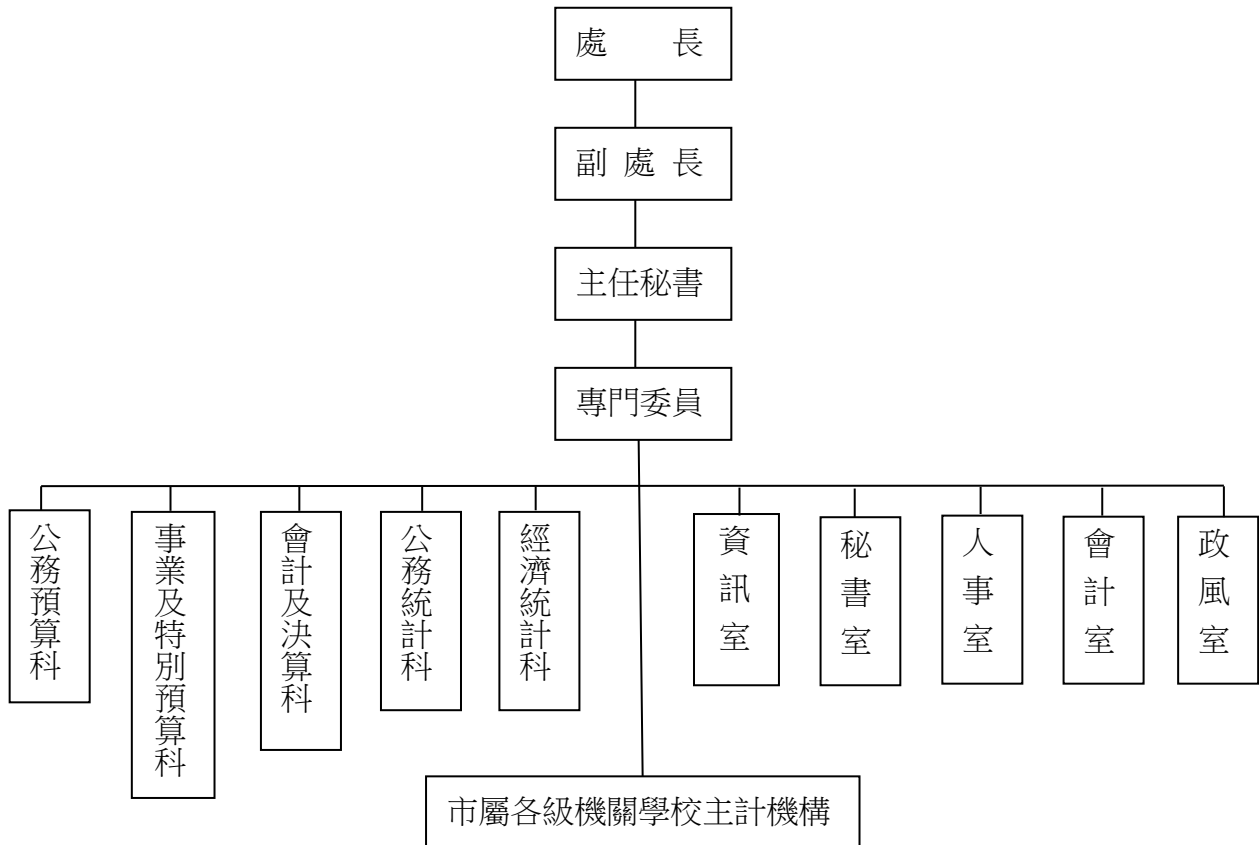 處　　長
副 處 長
主任秘書
專門委員
公務預算科
事業及特別預算科
會計及決算科
公務統計科
經濟統計科
資訊室
秘書室
人事室
會計室
政風室
市屬各級機關學校主計機構